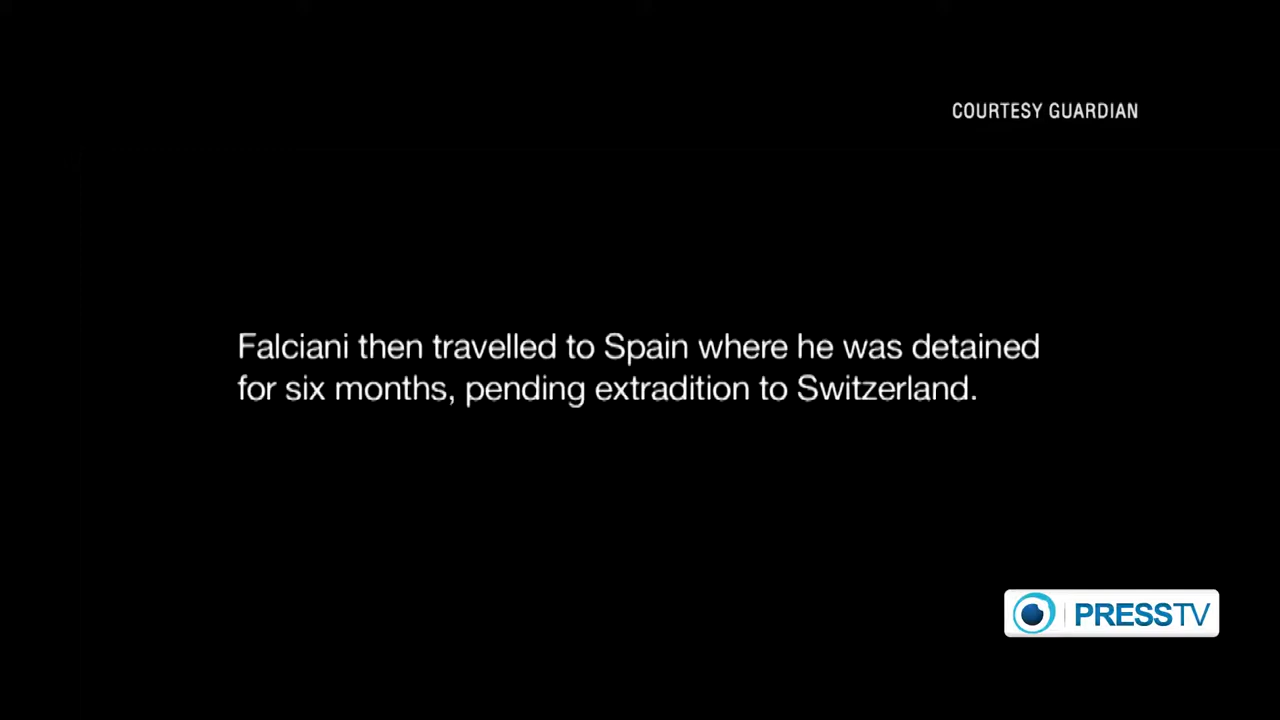 COURTESY GUARDIAN
Falciani then travelled to Spain where he was detained
for six months, pending extradition to Switzerland.
PRESSTV